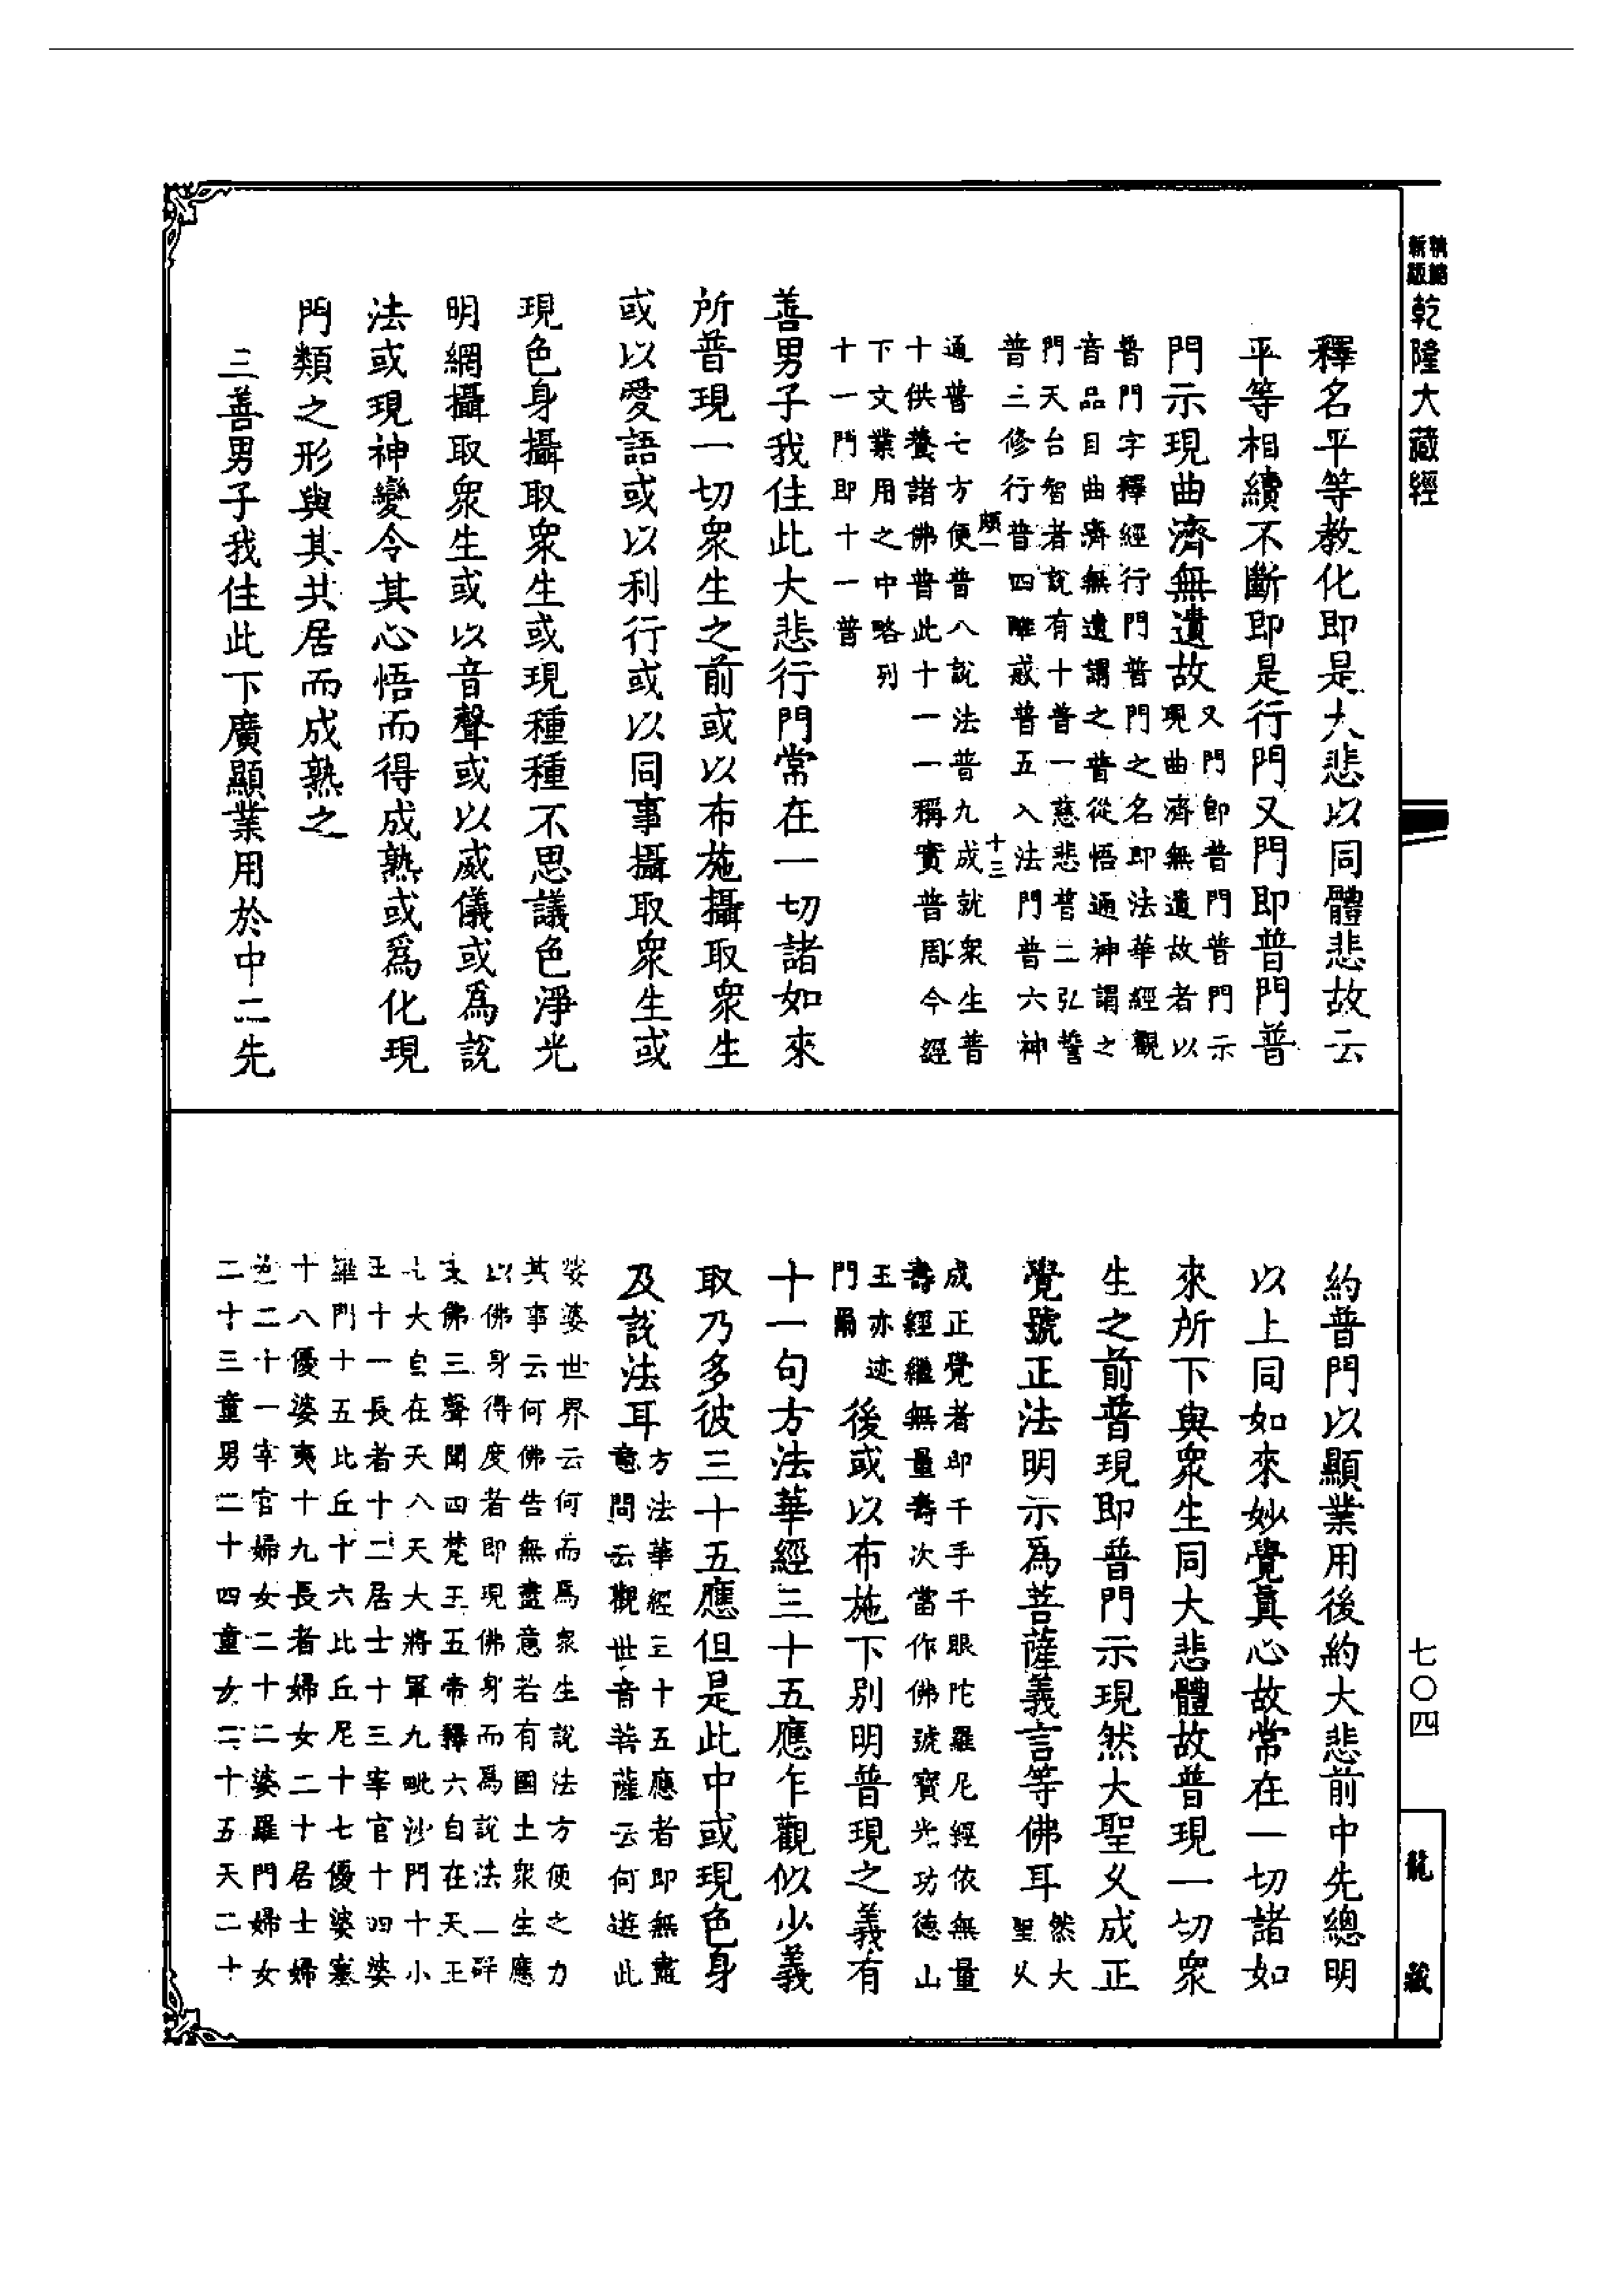 精編
新版
乾隆大藏經
釋名平等教化即是大悲以同體悲故云
平等相續不斷即是行門又門即普門普
門示現曲濟無遺故
又門即普門普門示
現曲濟無遺故者以
普門字釋經行門普門之名即法華經觀
音品目曲濟無遺謂之普從悟通神謂之
門天台智者說有十普一慈悲普二弘誓
普三修行普四離惑普五入法門普六神
頗一
十三
通普七方便普八說法普九成就衆生普
十供養諸佛普此十一一稱實普周今經
下文業用之中略列
十一門即十一普
善男子我住此大悲行門常在一切諸如來
所普現一切衆生之前或以布施攝取衆生
或以愛語或以利行或以同事攝取衆生或
現色身攝取衆生或現種種不思議色淨光
明網攝取衆生或以音聲或以威儀或爲說
法或現神變令其心悟而得成熟或爲化現
門類之形與其共居而成熟之
三善男子我住此下廣顯業用於中二先
約普門以顯業用後約大悲前中先總明
以上同如來妙覺真心故常在一切諸如
來所下與衆生同大悲體故普現一切衆
生之前普現即普門示現然大聖久成正
覺號正法明示爲菩薩義言等佛耳
然大
聖久
成正覺者即千手千眼陀羅尼經依無量
壽經繼無量壽次當作佛號寶光功德山
王亦迹
門爾
後或以布施下別明普現之義有
十一句方法華經三十五應乍觀似少義
取乃多彼三十五應但是此中或現色身
及說法耳
方法華經三十五應者即無盡
意問云觀世音菩薩云何遊此
娑婆世界云何而爲衆生說法方便之力
其事云何佛告無盡意若有國土衆生應
以佛身得度者即現佛身而爲說法二辟
支佛三聲聞四梵王五帝釋六自在天王
七大自在天八天大將軍九毗沙門十小
王十一長者十二居士十三宰官十四婆
羅門十五比丘十六比丘尼十七優婆塞
十八優婆夷十九長者婦女二十居士婦
女二十一宰官婦女二十二婆羅門婦女
二十三童男二十四童女二十五天二十
七〇四
龍藏